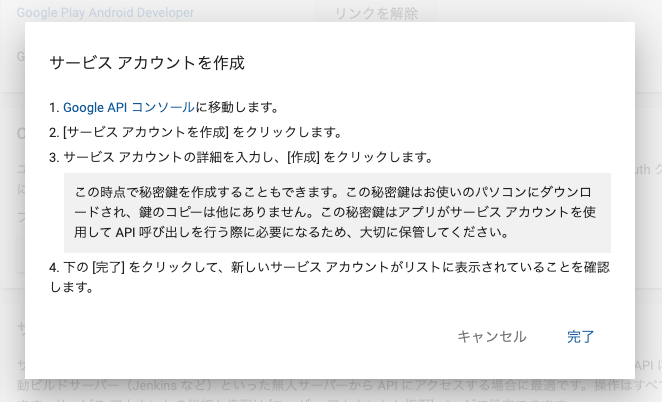 Google Play Android Developer
リンクを解除
サービス アカウントを作成
1. Google API コンソールに移動します。
2. [サービス アカウントを作成] をクリックします。
3. サービス アカウントの詳細を入力し、[作成] をクリックします。
この時点で秘密鍵を作成することもできます。この秘密鍵はお使いのパソコンにダウンロ
ードされ、鍵のコピーは他にありません。この秘密鍵はアプリがサービス アカウントを使
用して API 呼び出しを行う際に必要になるため、大切に保管してください。
4. 下の [完了] をクリックして、新しいサービス アカウントがリストに表示されていることを確認
します。
キャンセル
完了
動ビルドサーバー（Jenkins など）といった無人サーバーから API にアクセスする場合に最適です。操作はすべ